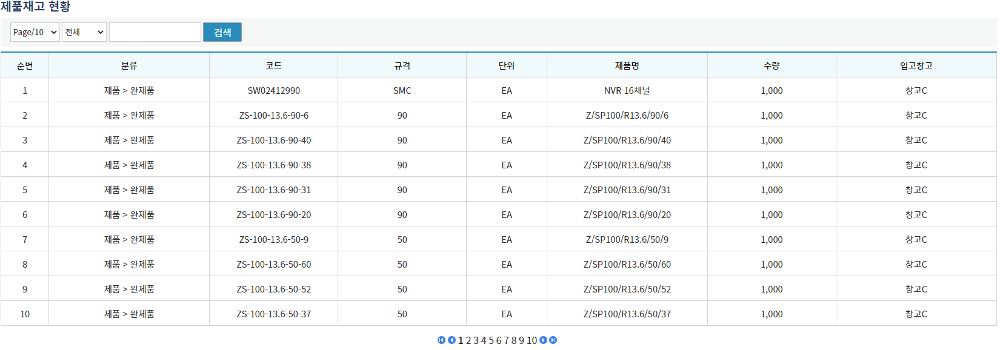 제품재고 현황
Page/10 전체 검색
순번 분류 코드 규격 단위 제품명 수량 입고창고
1 제품 > 완제품 SW02412990 SMC EA NVR 16채널 1,000 창고C
2 제품 > 완제품 ZS-100-13.6-90-6 90 EA Z/SP100/R13.6/90/6 1,000 창고C
3 제품 > 완제품 ZS-100-13.6-90-40 90 EA Z/SP100/R13.6/90/40 1,000 창고C
4 제품 > 완제품 ZS-100-13.6-90-38 90 EA Z/SP100/R13.6/90/38 1,000 창고C
5 제품 > 완제품 ZS-100-13.6-90-31 90 EA Z/SP100/R13.6/90/31 1,000 창고C
6 제품 > 완제품 ZS-100-13.6-90-20 90 EA Z/SP100/R13.6/90/20 1,000 창고C
7 제품 > 완제품 ZS-100-13.6-50-9 50 EA Z/SP100/R13.6/50/9 1,000 창고C
8 제품 > 완제품 ZS-100-13.6-50-60 50 EA Z/SP100/R13.6/50/60 1,000 창고C
9 제품 > 완제품 ZS-100-13.6-50-52 50 EA Z/SP100/R13.6/50/52 1,000 창고C
10 제품 > 완제품 ZS-100-13.6-50-37 50 EA Z/SP100/R13.6/50/37 1,000 창고C
1 2 3 4 5 6 7 8 9 10